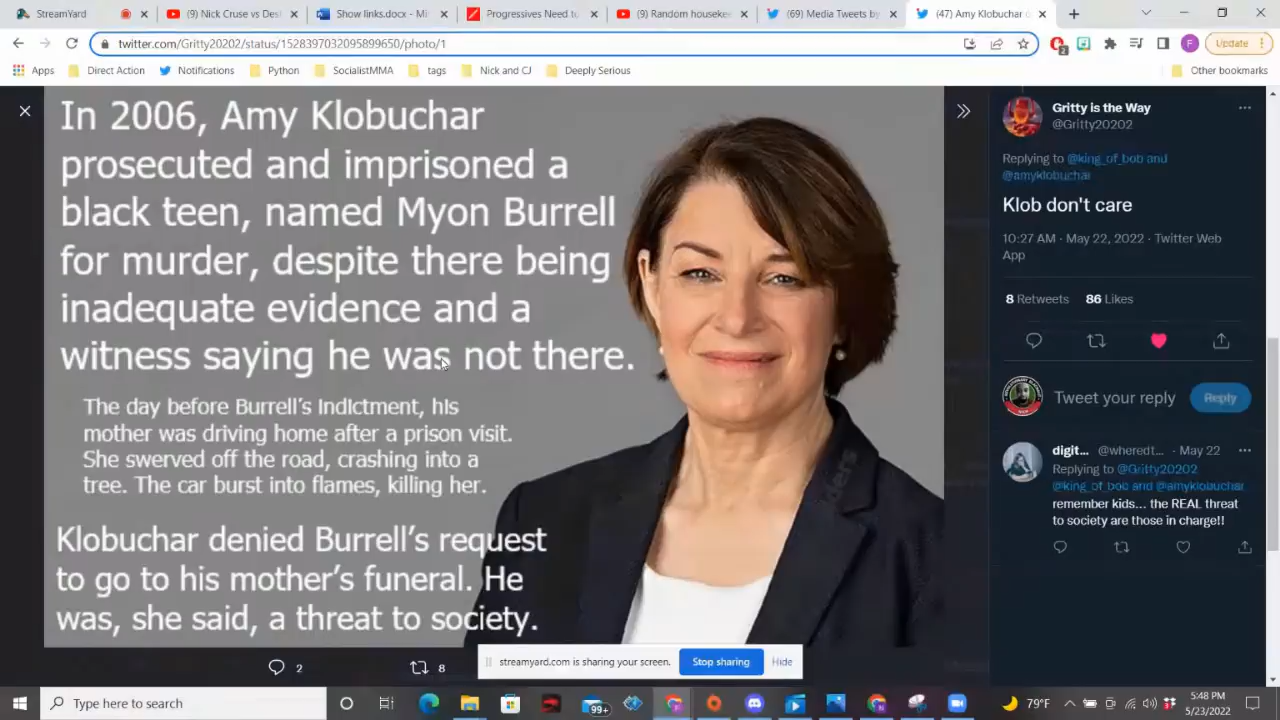 StreamYard
(9) Nick Cruse vs Des
Show links.docx - Mi
Progressives Need to
(9) Random houseke
(69) Media Tweets by
(47) Amy Klobuchar o
twitter.com/Gritty20202/status/1528397032095899650/photo/1
Update
Apps
Direct Action
Notifications
Python
SocialistMMA
tags
Nick and CJ
Deeply Serious
Other bookmarks
In 2006, Amy Klobuchar
prosecuted and imprisoned a
black teen, named Myon Burrell
for murder, despite there being
inadequate evidence and a
witness saying he was not there.
The day before Burrell's Indictment, his
mother was driving home after a prison visit.
She swerved off the road, crashing into a
tree. The car burst into flames, killing her.
Klobuchar denied Burrell's request
to go to his mother's funeral. He
was, she said, a threat to society.
2
8
Gritty is the Way
@Gritty20202
Replying to @king_of_bob and
@amyklobuchar
Klob don't care
10:27 AM · May 22, 2022 · Twitter Web
App
8 Retweets 86 Likes
Tweet your reply
Reply
digit... @wheredt... · May 22
Replying to @Gritty20202
@king_of_bob and @amyklobuchar
remember kids... the REAL threat
to society are those in charge!!
streamyard.com is sharing your screen.
Stop sharing
Hide
Type here to search
99+
79°F
5:48 PM
5/23/2022